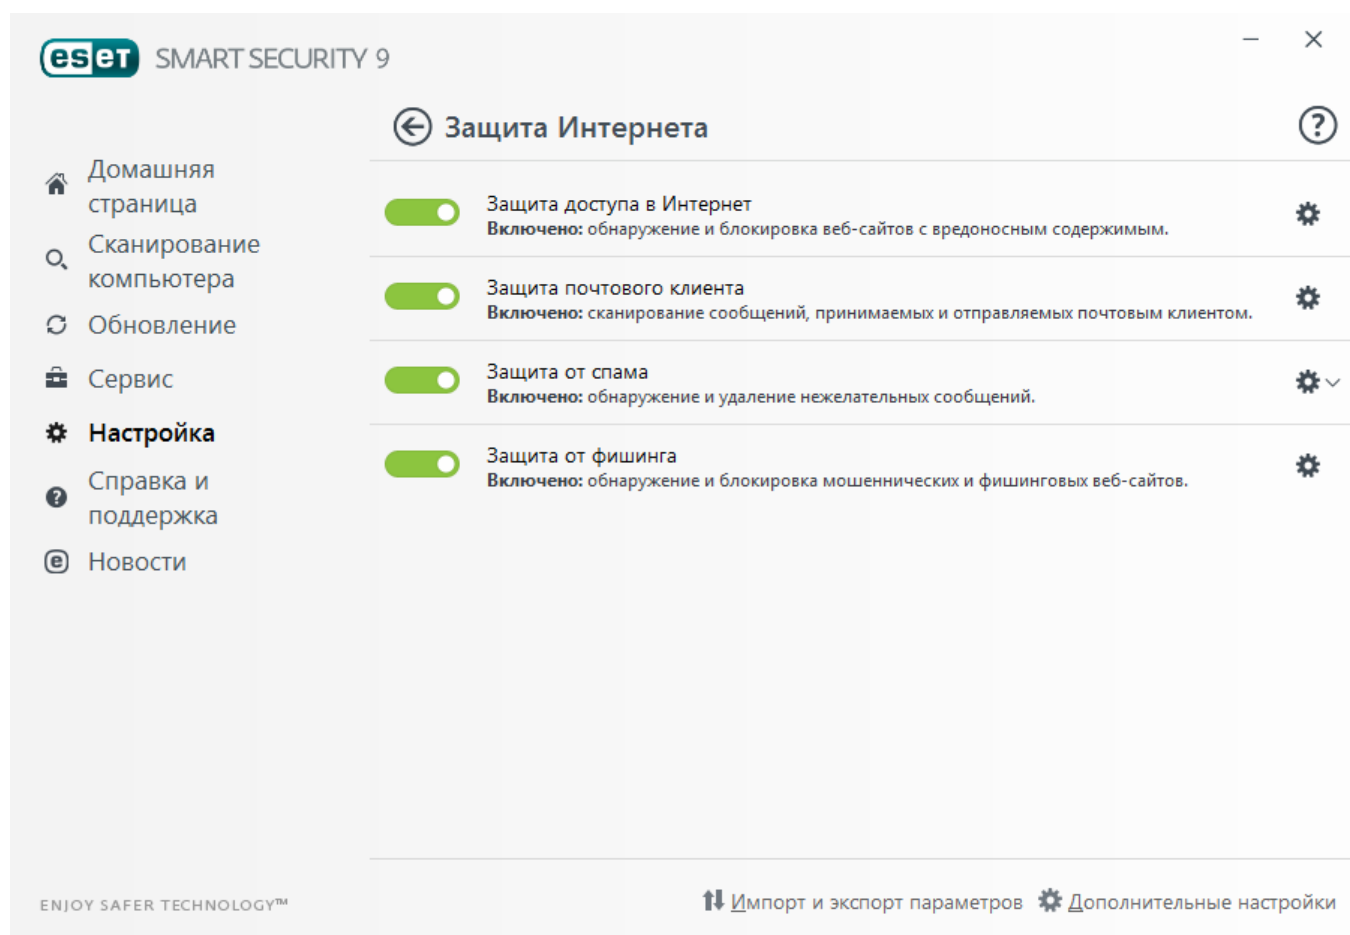 eset SMART SECURITY 9
Защита Интернета
Домашняя
страница
Сканирование
компьютера
Обновление
Сервис
Настройка
Справка и
поддержка
Новости
Защита доступа в Интернет
Включено: обнаружение и блокировка веб-сайтов с вредоносным содержимым.
Защита почтового клиента
Включено: сканирование сообщений, принимаемых и отправляемых почтовым клиентом.
Защита от спама
Включено: обнаружение и удаление нежелательных сообщений.
Защита от фишинга
Включено: обнаружение и блокировка мошеннических и фишинговых веб-сайтов.
ENJOY SAFER TECHNOLOGY™
Импорт и экспорт параметров Дополнительные настройки